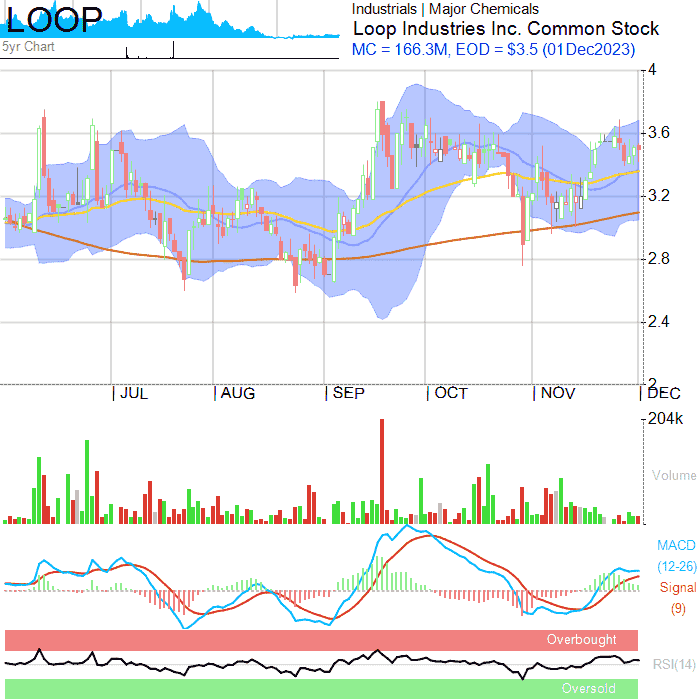 LOOP
5yr Chart
Industrials | Major Chemicals
Loop Industries Inc. Common Stock
MC = 166.3M, EOD = $3.5 (01Dec2023)
4
3.6
3.2
2.8
2.4
2
JUL AUG SEP OCT NOV DEC
204k
Volume
MACD
(12-26)
Signal
(9)
Overbought
RSI(14)
Oversold